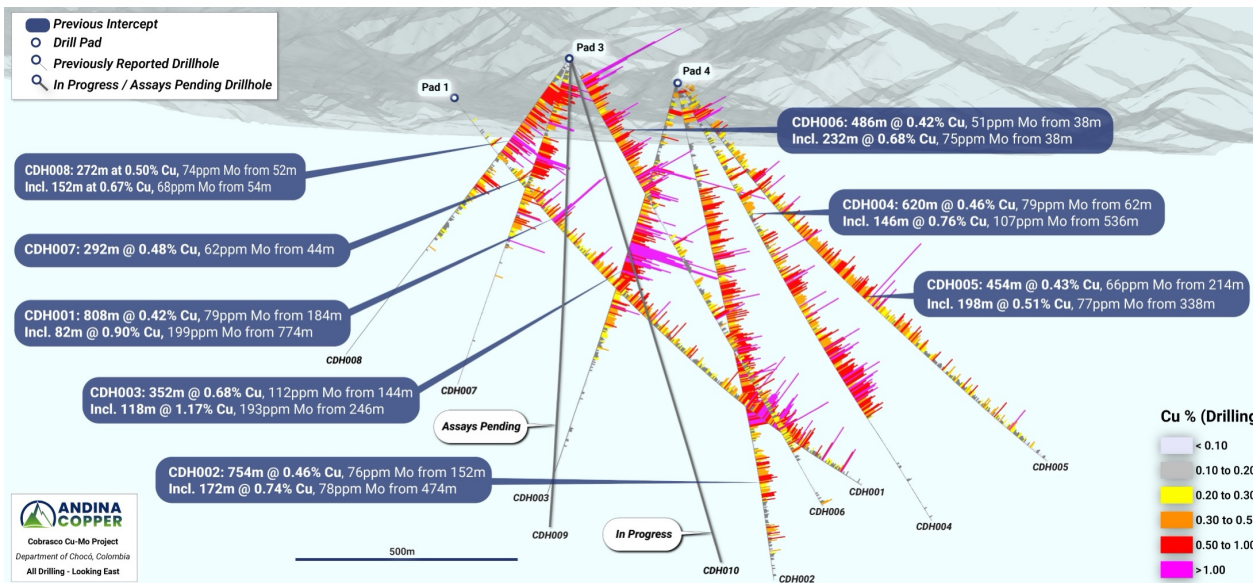 Previous Intercept
Drill Pad
Previously Reported Drillhole
In Progress / Assays Pending Drillhole
Pad 1
Pad 3
Pad 4
CDH006: 486m @ 0.42% Cu, 51ppm Mo from 38m
Incl. 232m @ 0.68% Cu, 75ppm Mo from 38m
CDH008: 272m at 0.50% Cu, 74ppm Mo from 52m
Incl. 152m at 0.67% Cu, 68ppm Mo from 54m
CDH004: 620m @ 0.46% Cu, 79ppm Mo from 62m
Incl. 146m @ 0.76% Cu, 107ppm Mo from 536m
CDH007: 292m @ 0.48% Cu, 62ppm Mo from 44m
CDH005: 454m @ 0.43% Cu, 66ppm Mo from 214m
Incl. 198m @ 0.51% Cu, 77ppm Mo from 338m
CDH001: 808m @ 0.42% Cu, 79ppm Mo from 184m
Incl. 82m @ 0.90% Cu, 199ppm Mo from 774m
CDH008
CDH007
CDH003: 352m @ 0.68% Cu, 112ppm Mo from 144m
Incl. 118m @ 1.17% Cu, 193ppm Mo from 246m
Assays Pending
CDH002: 754m @ 0.46% Cu, 76ppm Mo from 152m
Incl. 172m @ 0.74% Cu, 78ppm Mo from 474m
CDH003
CDH009
In Progress
CDH010
CDH002
CDH006
CDH001
CDH004
CDH005
500m
Cu % (Drilling
< 0.10
0.10 to 0.20
0.20 to 0.30
0.30 to 0.5
0.50 to 1.00
> 1.00
ANDINA
COPPER
Cobrasco Cu-Mo Project
Department of Chocó, Colombia
All Drilling - Looking East